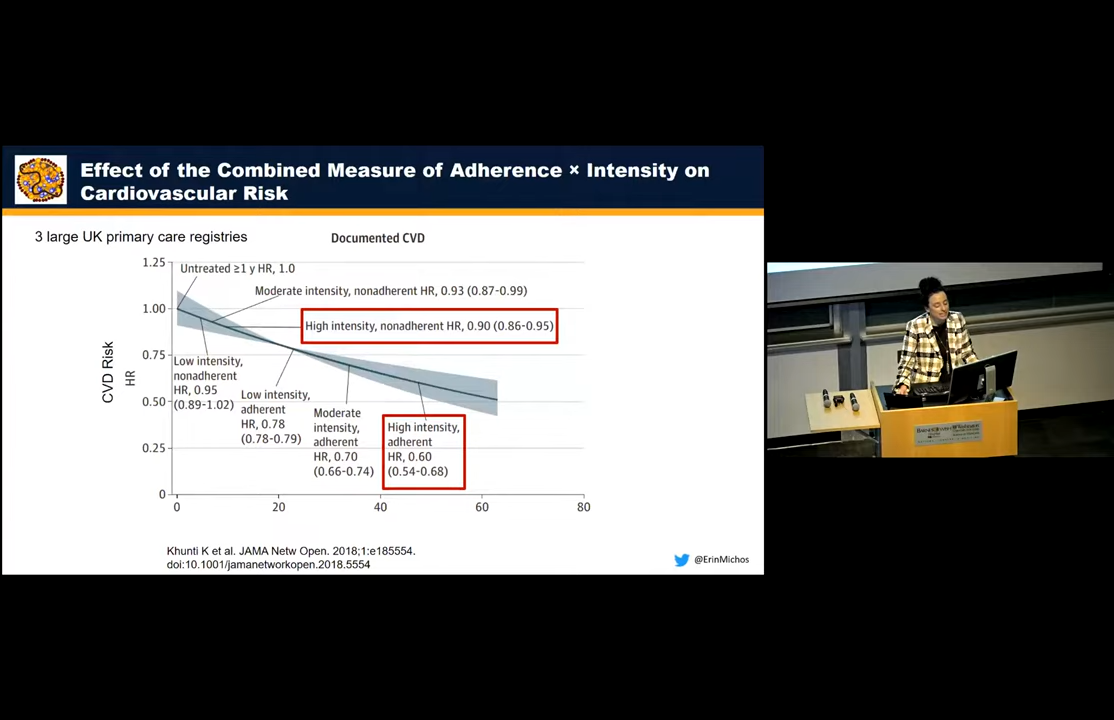 Effect of the Combined Measure of Adherence × Intensity on
Cardiovascular Risk
3 large UK primary care registries
Documented CVD
1.25
1.00
0.75
0.50
0.25
0
CVD Risk
HR
Untreated ≥1 y HR, 1.0
Moderate intensity, nonadherent HR, 0.93 (0.87-0.99)
High intensity, nonadherent HR, 0.90 (0.86-0.95)
Low intensity,
nonadherent
HR, 0.95
(0.89-1.02)
Low intensity,
adherent
HR, 0.78
(0.78-0.79)
Moderate
intensity,
adherent
HR, 0.70
(0.66-0.74)
High intensity,
adherent
HR, 0.60
(0.54-0.68)
0
20
40
60
80
Khunti K et al. JAMA Netw Open. 2018;1:e185554.
doi:10.1001/jamanetworkopen.2018.5554
@ErinMichos